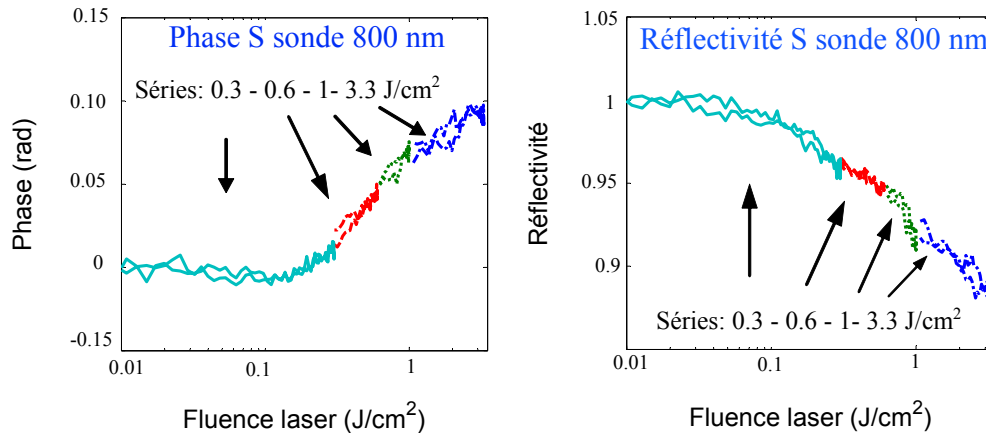 Phase S sonde 800 nm
Séries: 0.3 - 0.6 - 1- 3.3 J/cm²
Phase (rad)
0.15
0.10
0.05
0
-0.15
0.01
0.1
1
Fluence laser (J/cm²)
Réflectivité S sonde 800 nm
Séries: 0.3 - 0.6 - 1- 3.3 J/cm²
Réflectivité
1.05
1
0.95
0.9
0.01
0.1
1
Fluence laser (J/cm²)